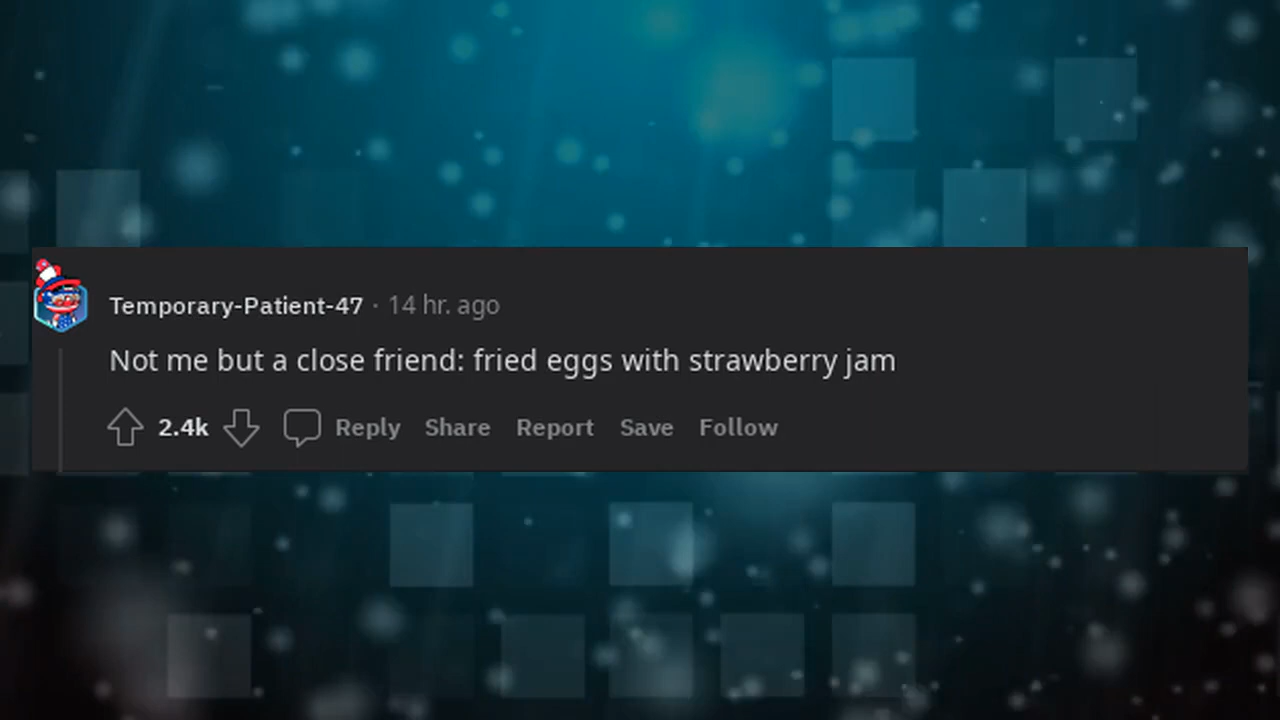 Temporary-Patient-47 · 14 hr. ago
Not me but a close friend: fried eggs with strawberry jam
2.4k Reply Share Report Save Follow